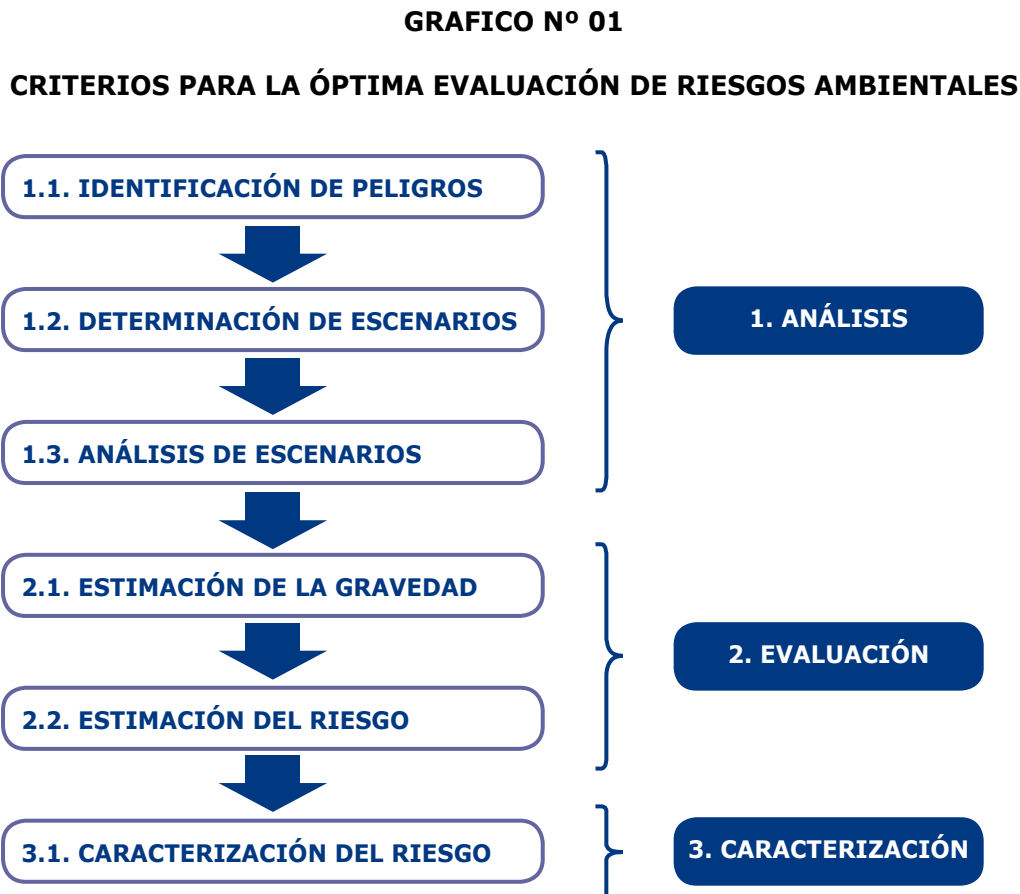 GRAFICO Nº 01
CRITERIOS PARA LA ÓPTIMA EVALUACIÓN DE RIESGOS AMBIENTALES
1.1. IDENTIFICACIÓN DE PELIGROS
1.2. DETERMINACIÓN DE ESCENARIOS
1. ANÁLISIS
1.3. ANÁLISIS DE ESCENARIOS
2.1. ESTIMACIÓN DE LA GRAVEDAD
2. EVALUACIÓN
2.2. ESTIMACIÓN DEL RIESGO
3.1. CARACTERIZACIÓN DEL RIESGO
3. CARACTERIZACIÓN